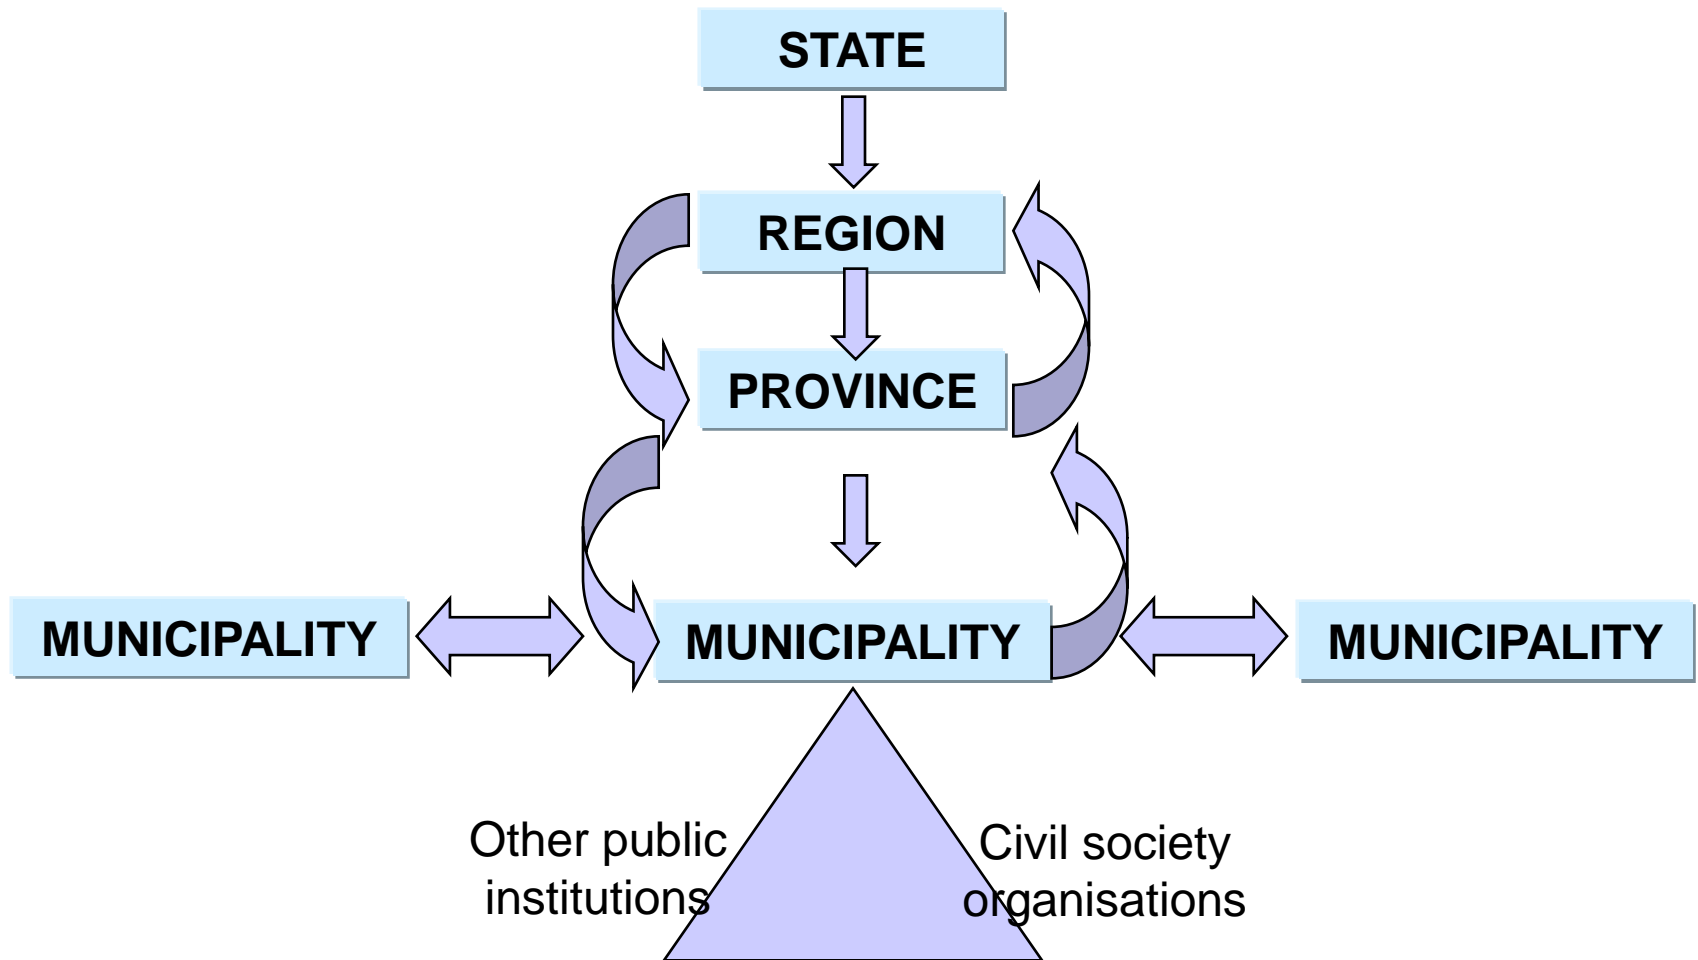 STATE
REGION
PROVINCE
MUNICIPALITY
MUNICIPALITY
MUNICIPALITY
Other public
institutions
Civil society
organisations